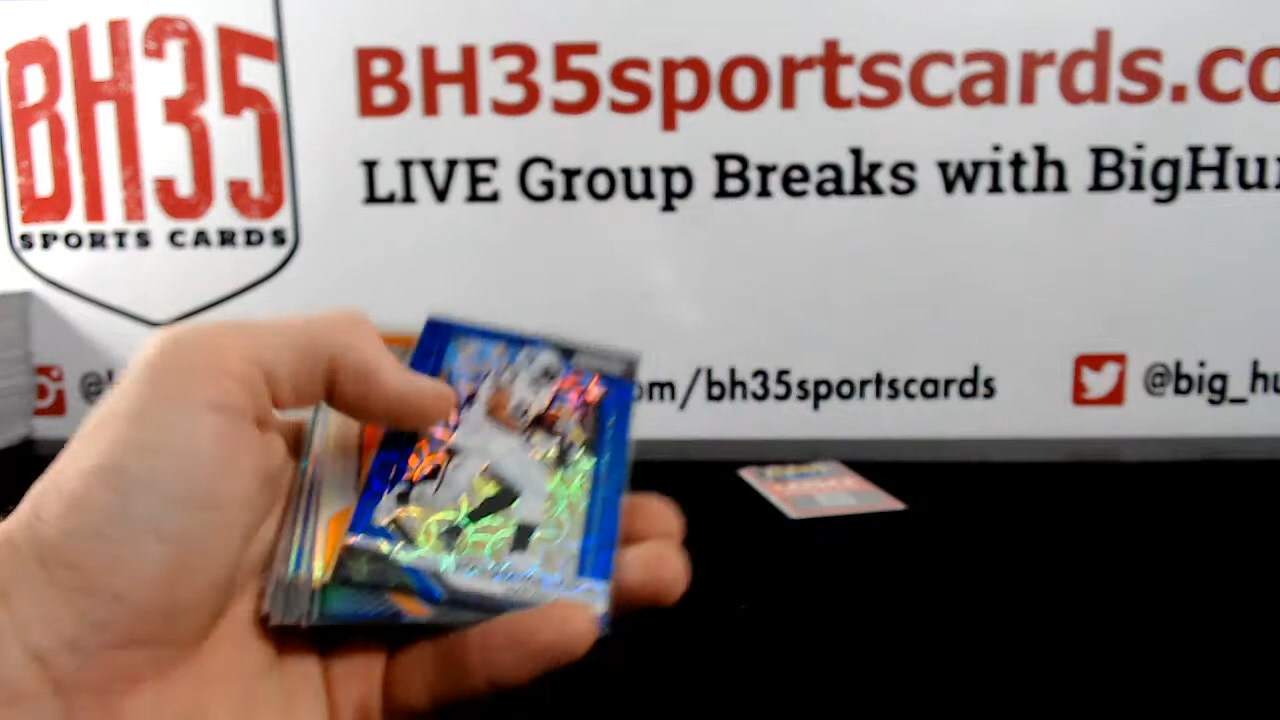 BH35
SPORTS CARDS
BH35sportscards.co
LIVE Group Breaks with BigHu
om/bh35sportscards
@big_hu